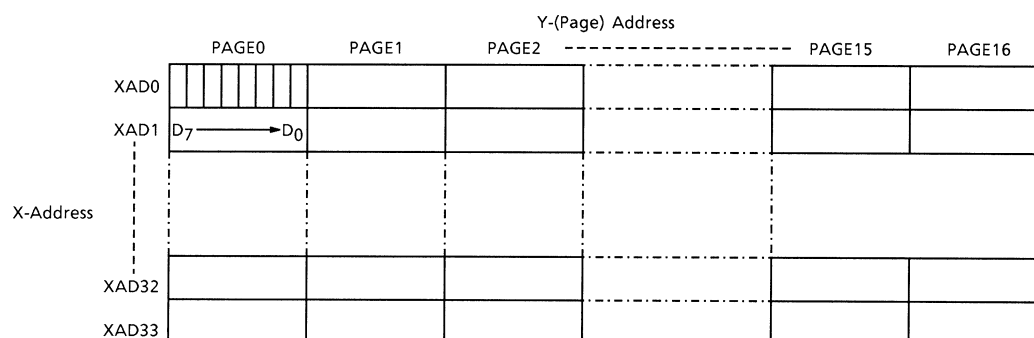 Y-(Page) Address
PAGE0 PAGE1 PAGE2 PAGE15 PAGE16
XAD0
XAD1 D7 D0
X-Address
XAD32
XAD33